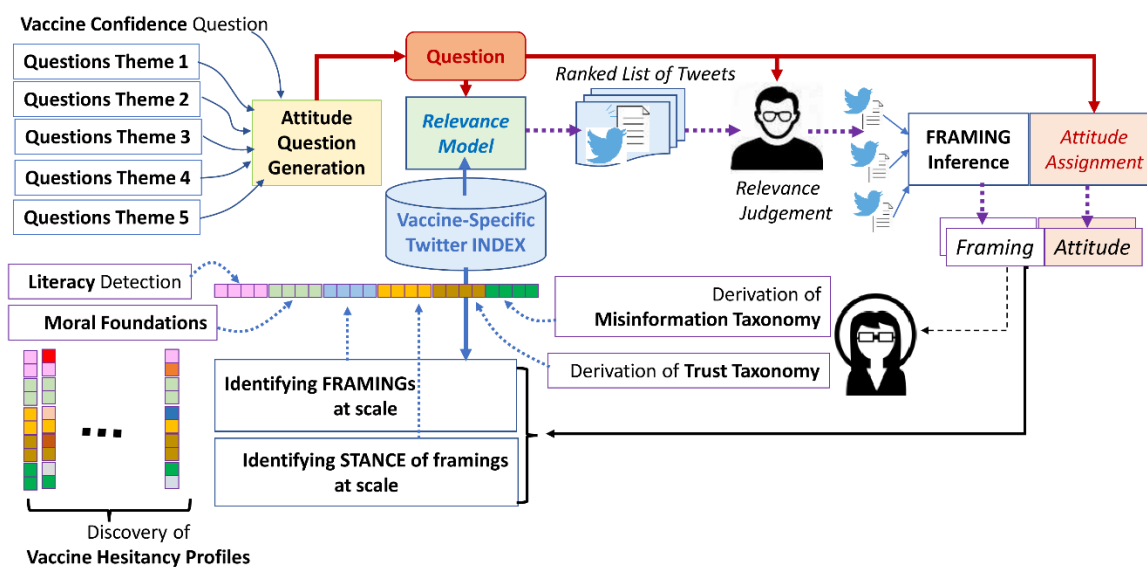 Vaccine Confidence Question
Questions Theme 1
Questions Theme 2
Questions Theme 3
Questions Theme 4
Questions Theme 5
Attitude
Question
Generation
Question
Relevance
Model
Vaccine-Specific
Twitter INDEX
Ranked List of Tweets
Relevance
Judgement
FRAMING
Inference
Attitude
Assignment
Framing
Attitude
Literacy Detection
Moral Foundations
Derivation of
Misinformation Taxonomy
Derivation of Trust Taxonomy
Identifying FRAMINGs
at scale
Identifying STANCE of framings
at scale
...
Discovery of
Vaccine Hesitancy Profiles